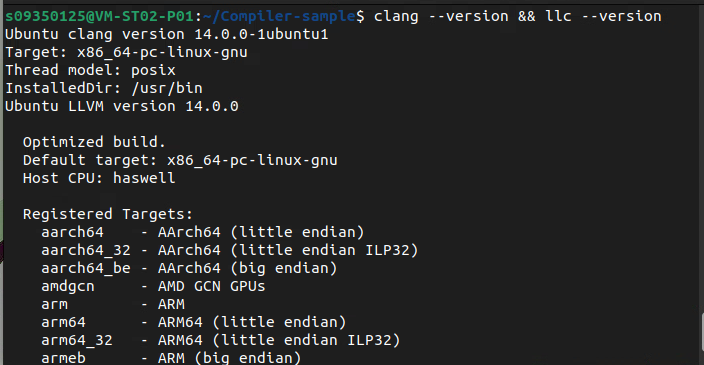 s09350125@VM-ST02-P01:~/Compiler-sample$ clang --version && llc --version
Ubuntu clang version 14.0.0-1ubuntu1
Target: x86_64-pc-linux-gnu
Thread model: posix
InstalledDir: /usr/bin
Ubuntu LLVM version 14.0.0
Optimized build.
Default target: x86_64-pc-linux-gnu
Host CPU: haswell
Registered Targets:
aarch64    - AArch64 (little endian)
aarch64_32 - AArch64 (little endian ILP32)
aarch64_be - AArch64 (big endian)
amdgcn     - AMD GCN GPUs
arm        - ARM
arm64      - ARM64 (little endian)
arm64_32   - ARM64 (little endian ILP32)
armeb      - ARM (big endian)